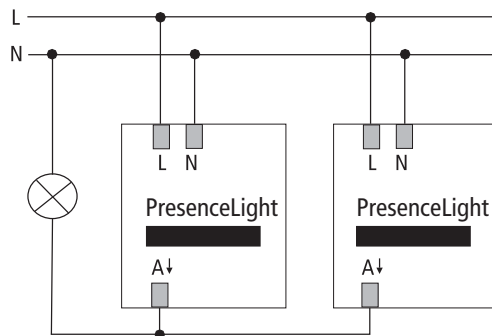 L
N
L N
L N
PresenceLight
PresenceLight
A↓
A↓